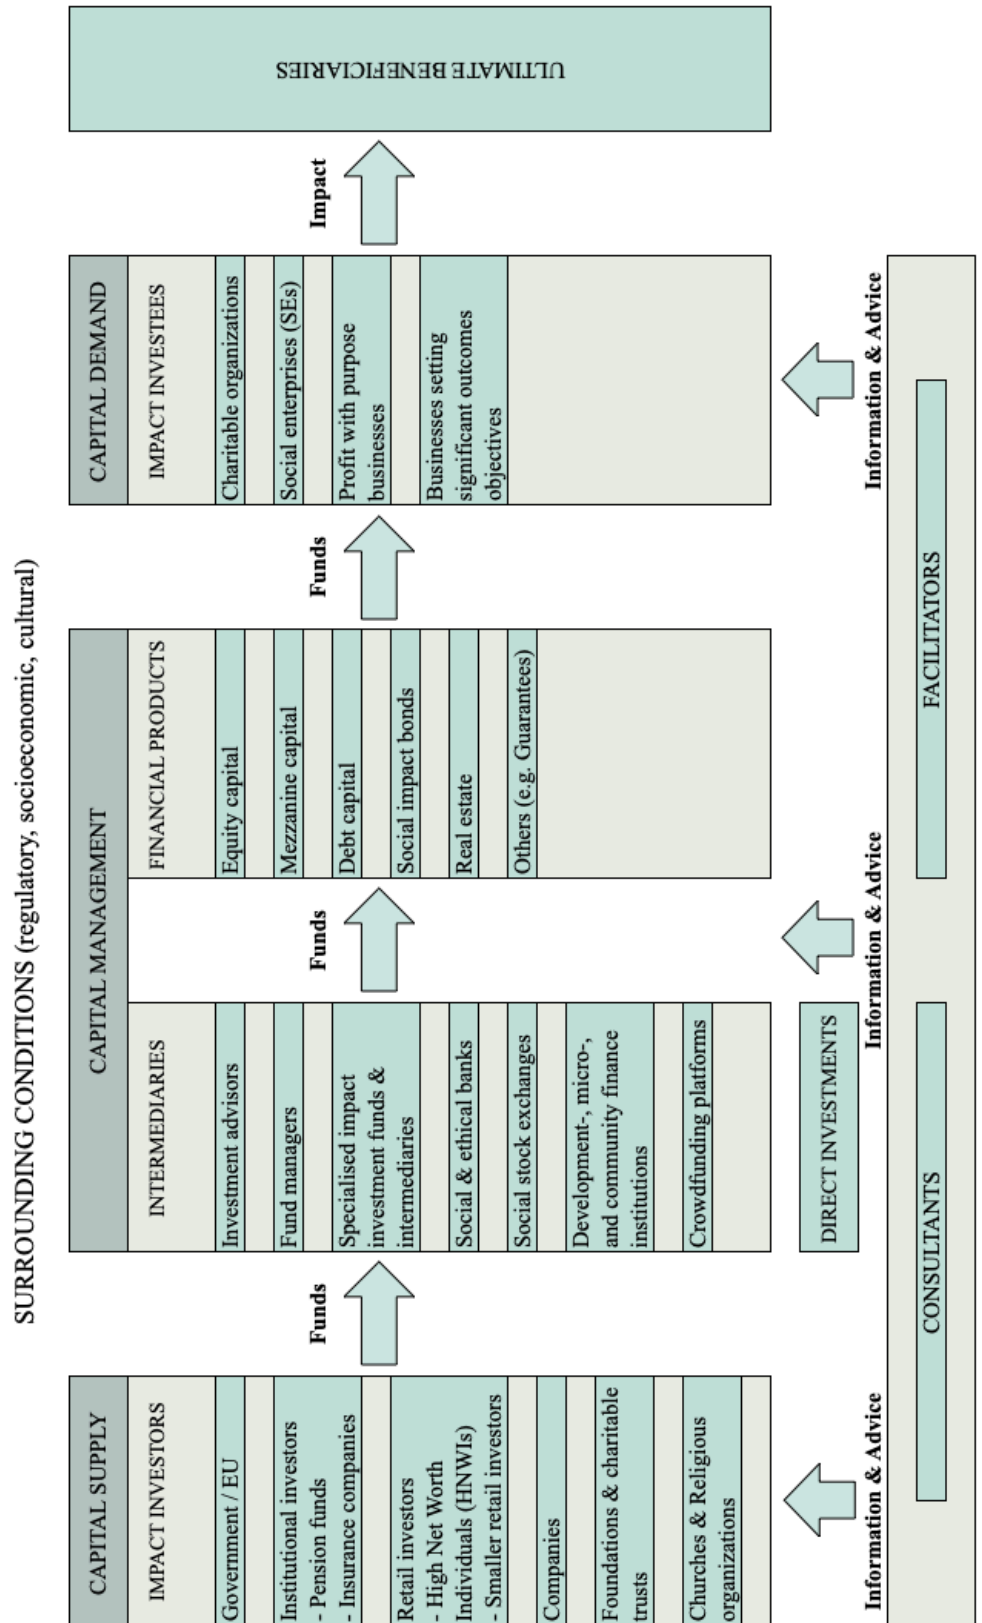 SURROUNDING CONDITIONS (regulatory, socioeconomic, cultural)
CAPITAL SUPPLY
IMPACT INVESTORS
Government / EU
Institutional investors
- Pension funds
- Insurance companies
Retail investors
- High Net Worth
Individuals (HNWIs)
- Smaller retail investors
Companies
Foundations & charitable
trusts
Churches & Religious
organizations
Funds
CAPITAL MANAGEMENT
INTERMEDIARIES
Investment advisors
Fund managers
Specialised impact
investment funds &
intermediaries
Social & ethical banks
Social stock exchanges
Development-, micro-,
and community finance
institutions
Crowdfunding platforms
DIRECT INVESTMENTS
Funds
FINANCIAL PRODUCTS
Equity capital
Mezzanine capital
Debt capital
Social impact bonds
Real estate
Others (e.g. Guarantees)
Funds
CAPITAL DEMAND
IMPACT INVESTEES
Charitable organizations
Social enterprises (SEs)
Profit with purpose
businesses
Businesses setting
significant outcomes
objectives
Impact
ULTIMATE BENEFICIARIES
Information & Advice
Information & Advice
Information & Advice
CONSULTANTS
FACILITATORS